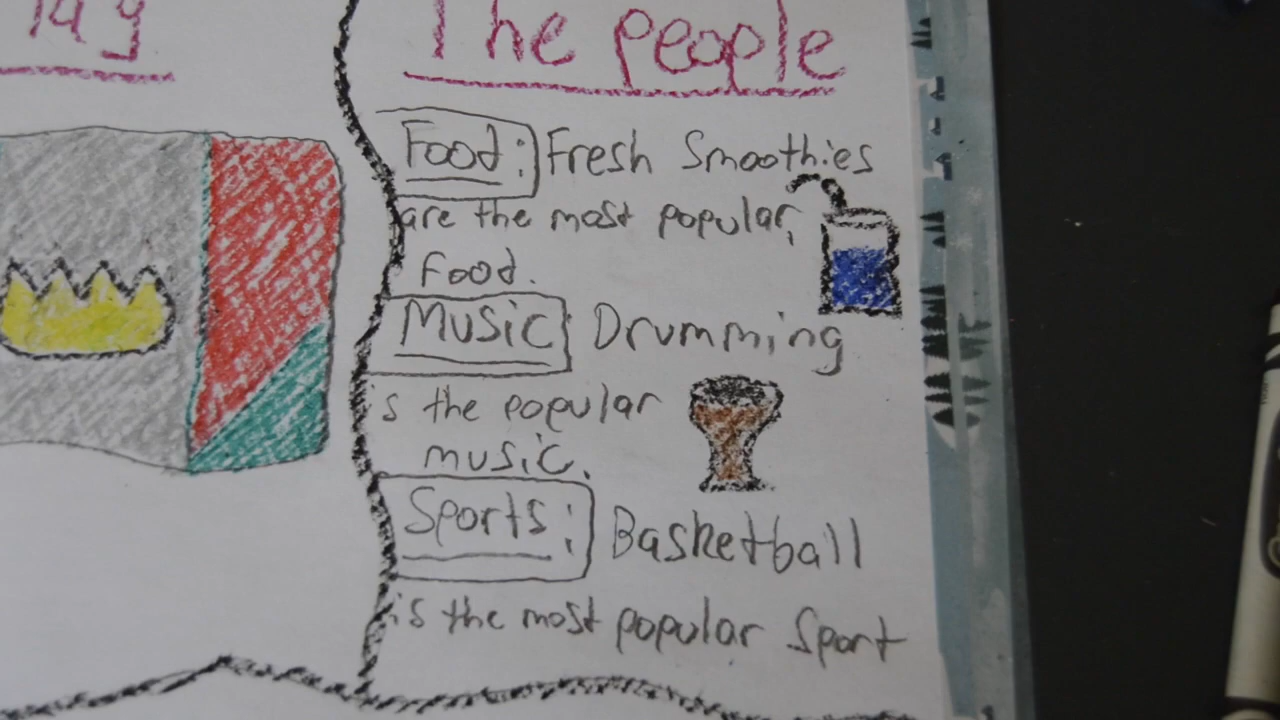 The people
Food: Fresh Smoothies
are the most popular
food.
Music: Drumming
is the popular
music.
Sports: Basketball
is the most popular Sport